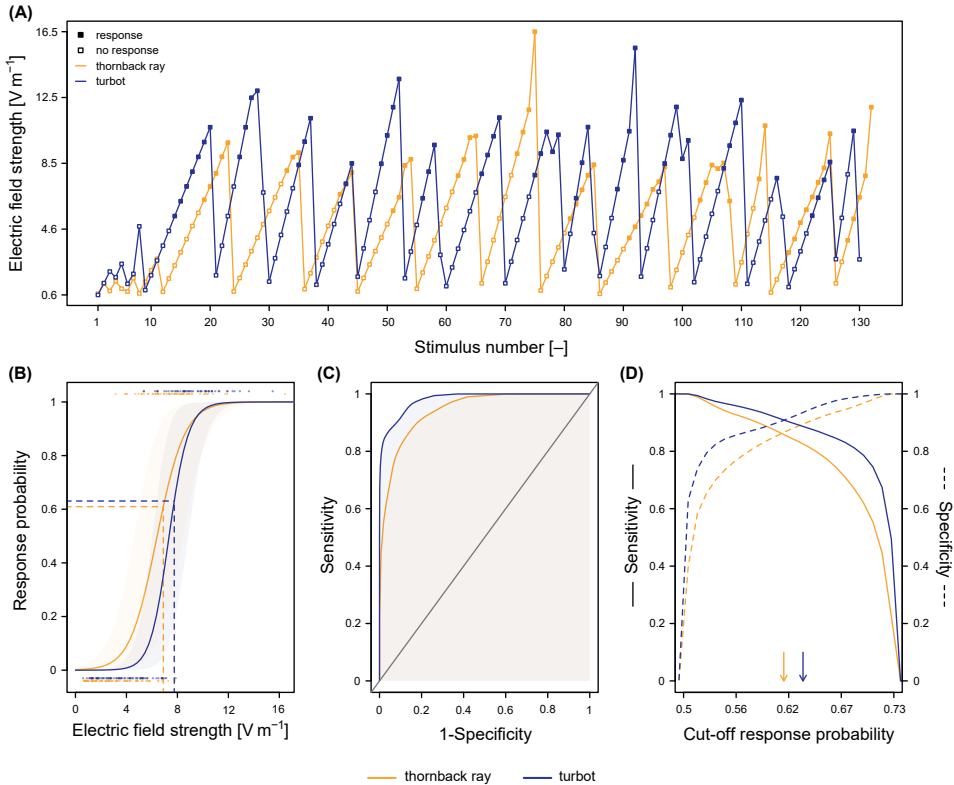 (A)
Electric field strength [V m⁻¹]
16.5
12.5
8.5
4.6
0.6
response
no response
thornback ray
turbot
1 10 20 30 40 50 60 70 80 90 100 110 120 130
Stimulus number [–]
(B)
Response probability
1
0.8
0.6
0.4
0.2
0
0 4 8 12 16
Electric field strength [V m⁻¹]
(C)
Sensitivity
1
0.8
0.6
0.4
0.2
0
0 0.2 0.4 0.6 0.8 1
1-Specificity
(D)
Sensitivity
1
0.8
0.6
0.4
0.2
0
1
0.8
0.6
0.4
0.2
0
Specificity
0.5 0.56 0.62 0.67 0.73
Cut-off response probability
thornback ray turbot